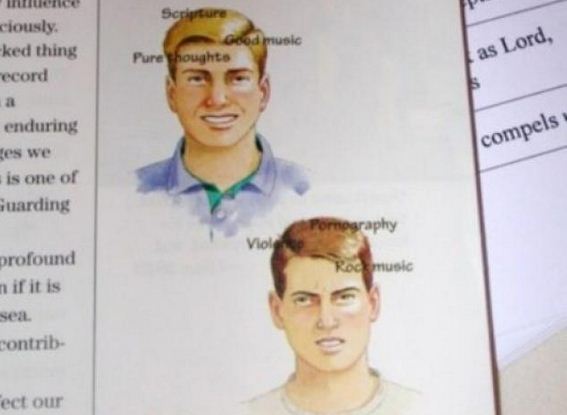 influence
ciously.
ked thing
record
a
enduring
ges we
is one of
Guarding
profound
n if it is
sea.
contrib-
ect our
Scripture
Good music
Pure thoughts
Pornography
Violence
Rock music
as Lord,
s
compels